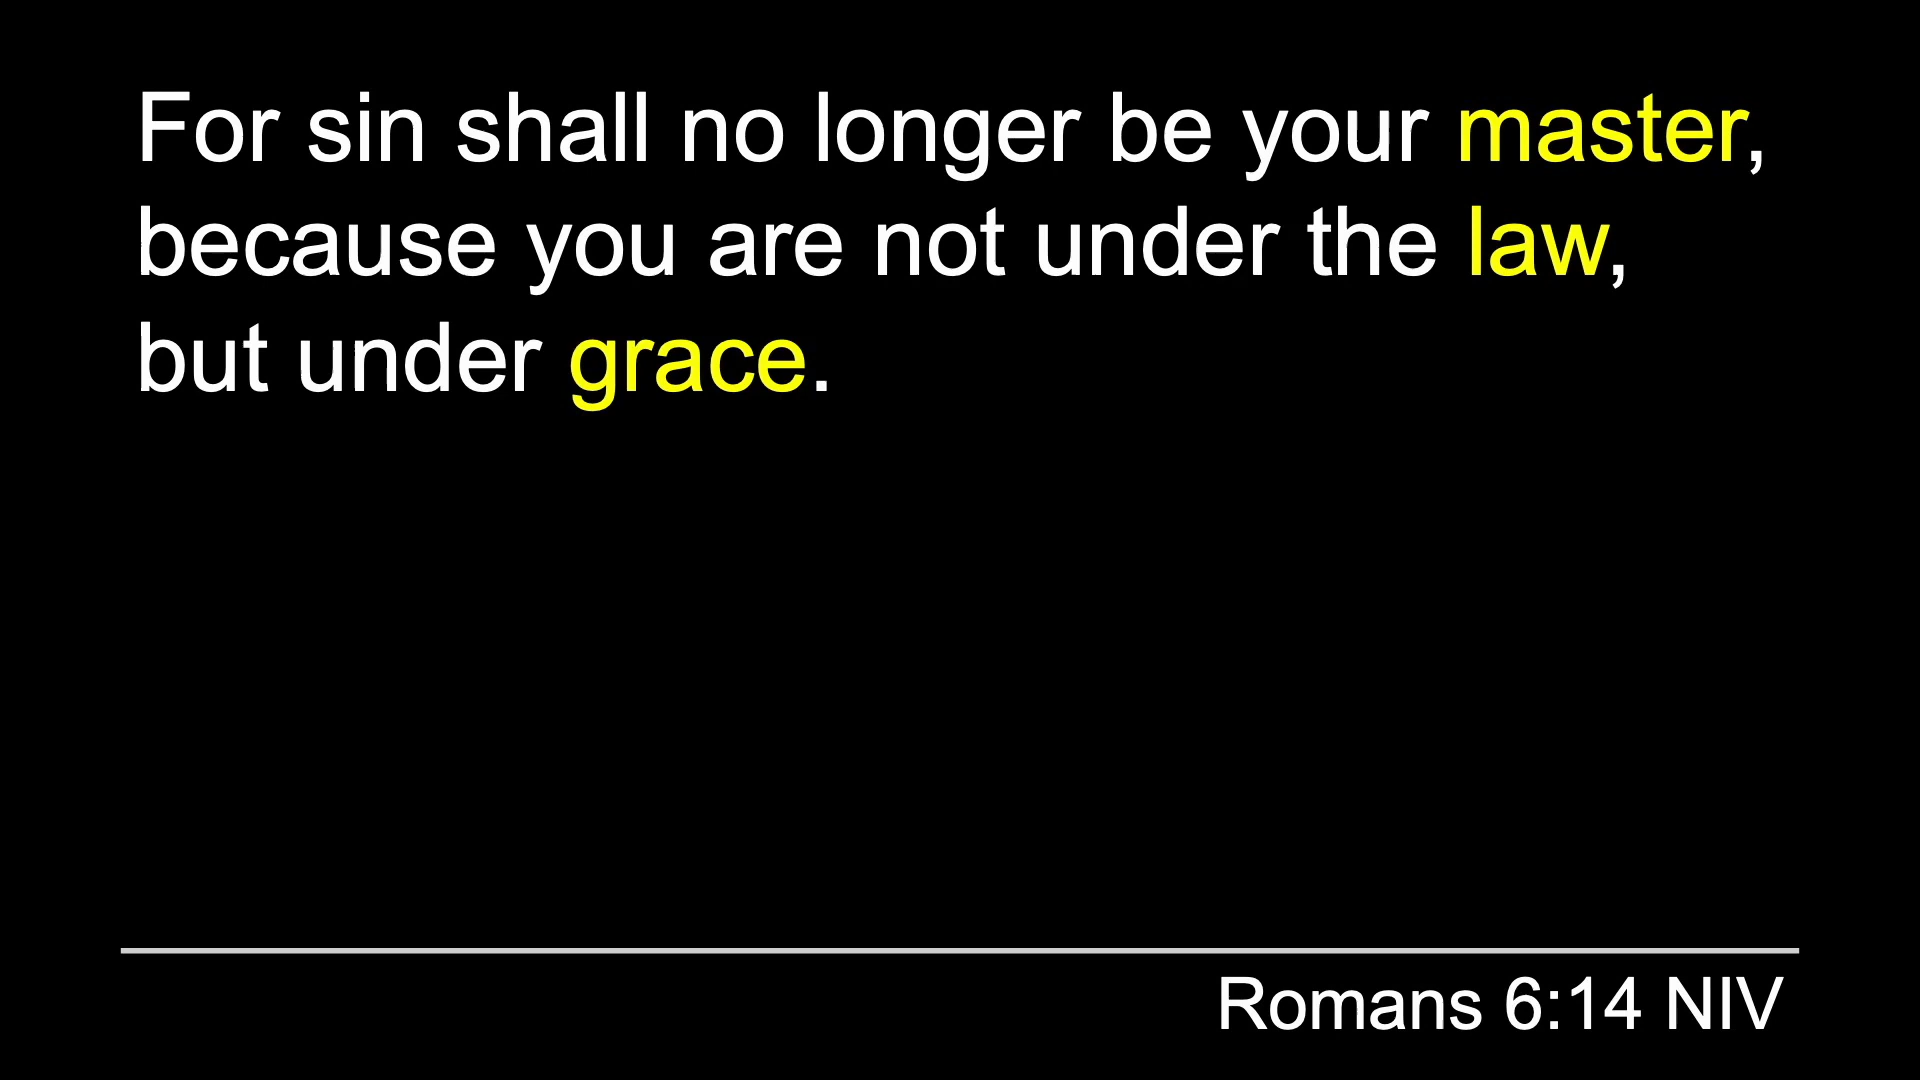 For sin shall no longer be your master,
because you are not under the law,
but under grace.
Romans 6:14 NIV